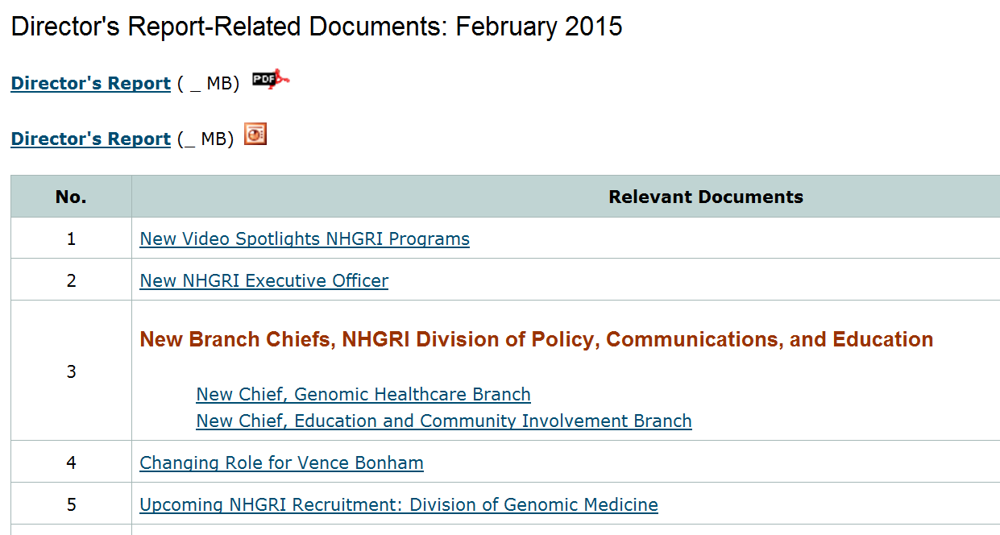 Director's Report-Related Documents: February 2015
Director's Report ( _ MB) PDF
Director's Report (_ MB)
No. Relevant Documents
1 New Video Spotlights NHGRI Programs
2 New NHGRI Executive Officer
New Branch Chiefs, NHGRI Division of Policy, Communications, and Education
3
New Chief, Genomic Healthcare Branch
New Chief, Education and Community Involvement Branch
4 Changing Role for Vence Bonham
5 Upcoming NHGRI Recruitment: Division of Genomic Medicine